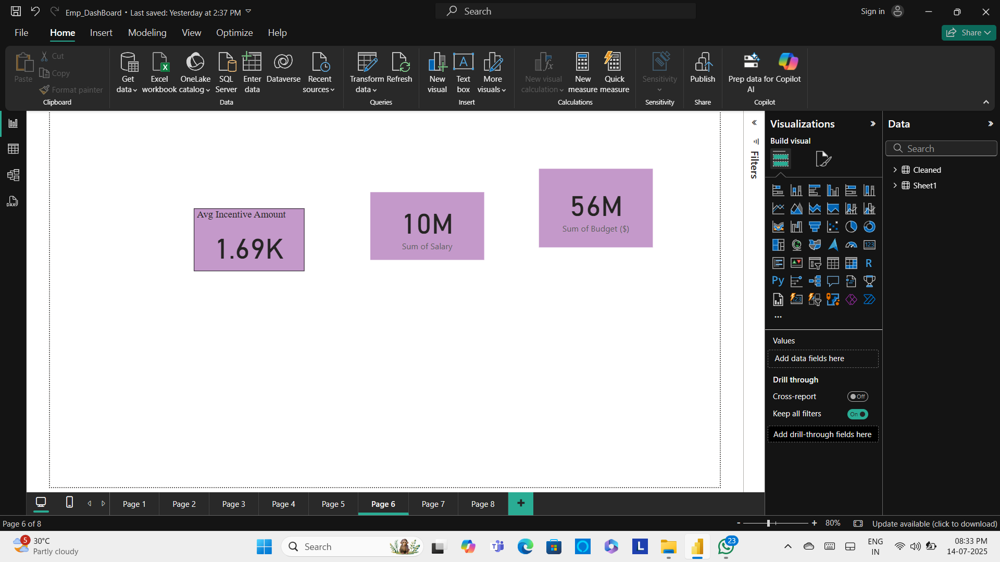 Emp_DashBoard • Last saved: Yesterday at 2:37 PM
Search
Sign in
File Home Insert Modeling View Optimize Help
Share
Paste
Cut
Copy
Format painter
Clipboard
Get data
Excel workbook
OneLake catalog
SQL Server
Enter data
Dataverse
Recent sources
Data
Transform data
Refresh
Queries
New visual
Text box
More visuals
Insert
New visual calculation
New measure
Quick measure
Calculations
Sensitivity
Sensitivity
Publish
Share
Prep data for AI
Copilot
Copilot
DAX
Avg Incentive Amount
1.69K
10M
Sum of Salary
56M
Sum of Budget ($)
Filters
Visualizations
Build visual
123
R
Py
123
Values
Add data fields here
Drill through
Cross-report
Off
Keep all filters
On
Add drill-through fields here
Data
Search
Cleaned
Sheet1
Page 1 Page 2 Page 3 Page 4 Page 5 Page 6 Page 7 Page 8
Page 6 of 8
- + 80%
Update available (click to download)
5
30°C
Partly cloudy
Search
L
23
ENG
IN
08:33 PM
14-07-2025